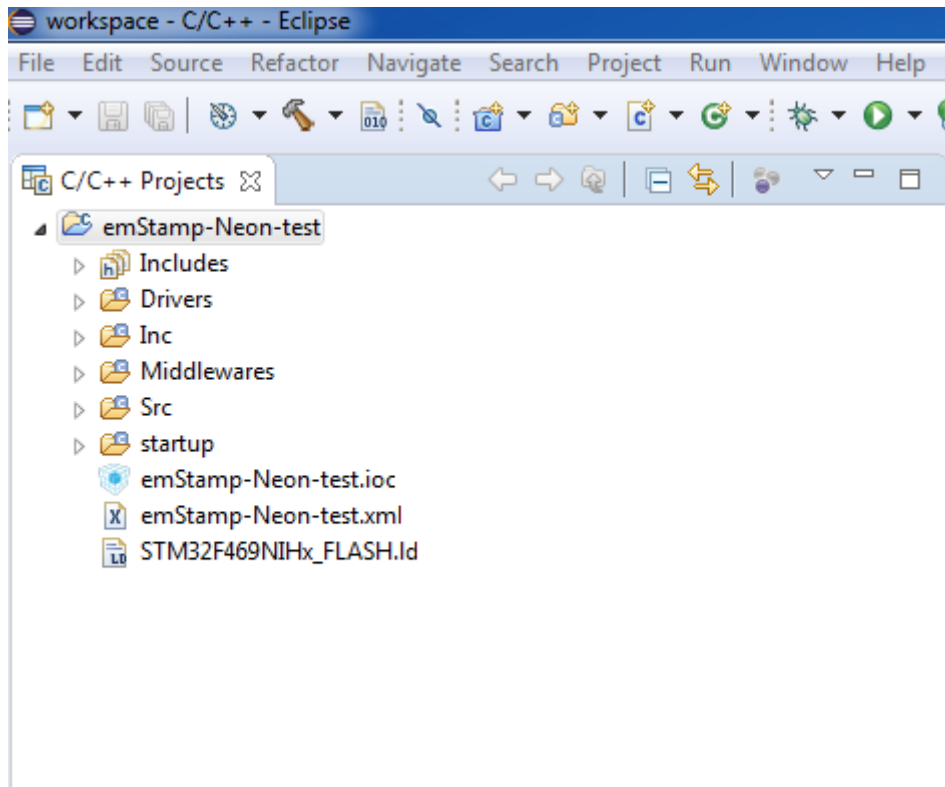 workspace - C/C++ - Eclipse
File Edit Source Refactor Navigate Search Project Run Window Help
010
C/C++ Projects
emStamp-Neon-test
Includes
Drivers
Inc
Middlewares
Src
startup
emStamp-Neon-test.ioc
emStamp-Neon-test.xml
STM32F469NIHx_FLASH.ld